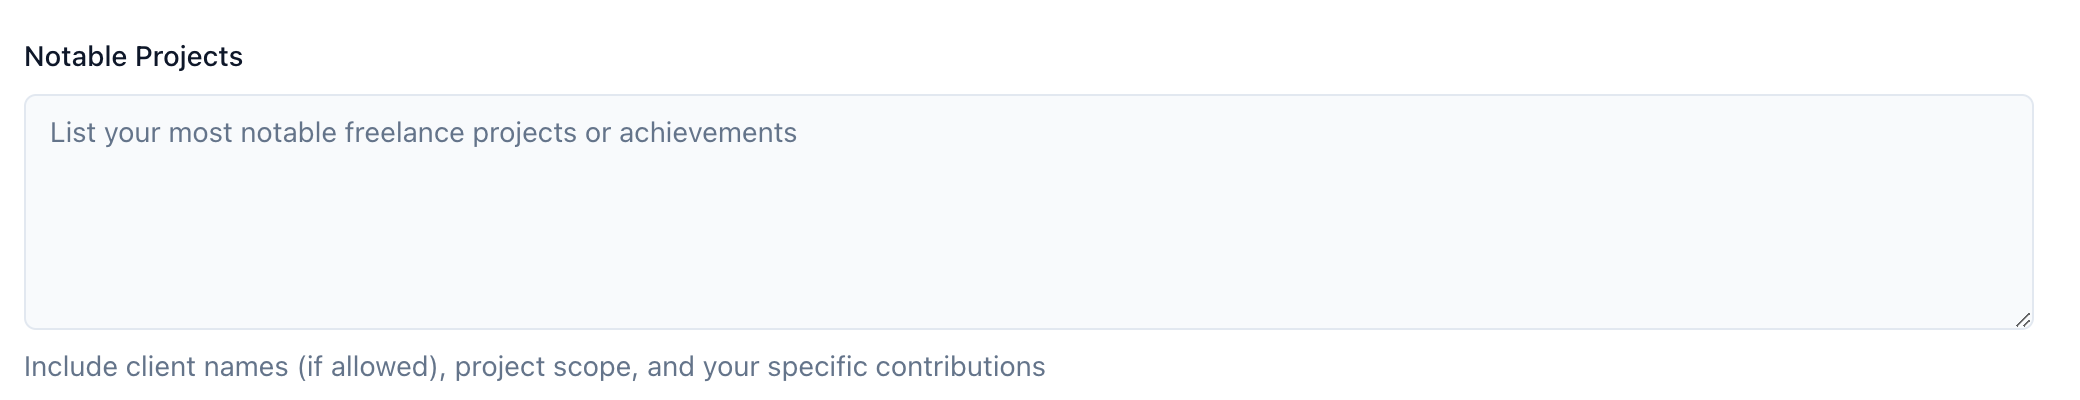 Notable Projects
List your most notable freelance projects or achievements
Include client names (if allowed), project scope, and your specific contributions